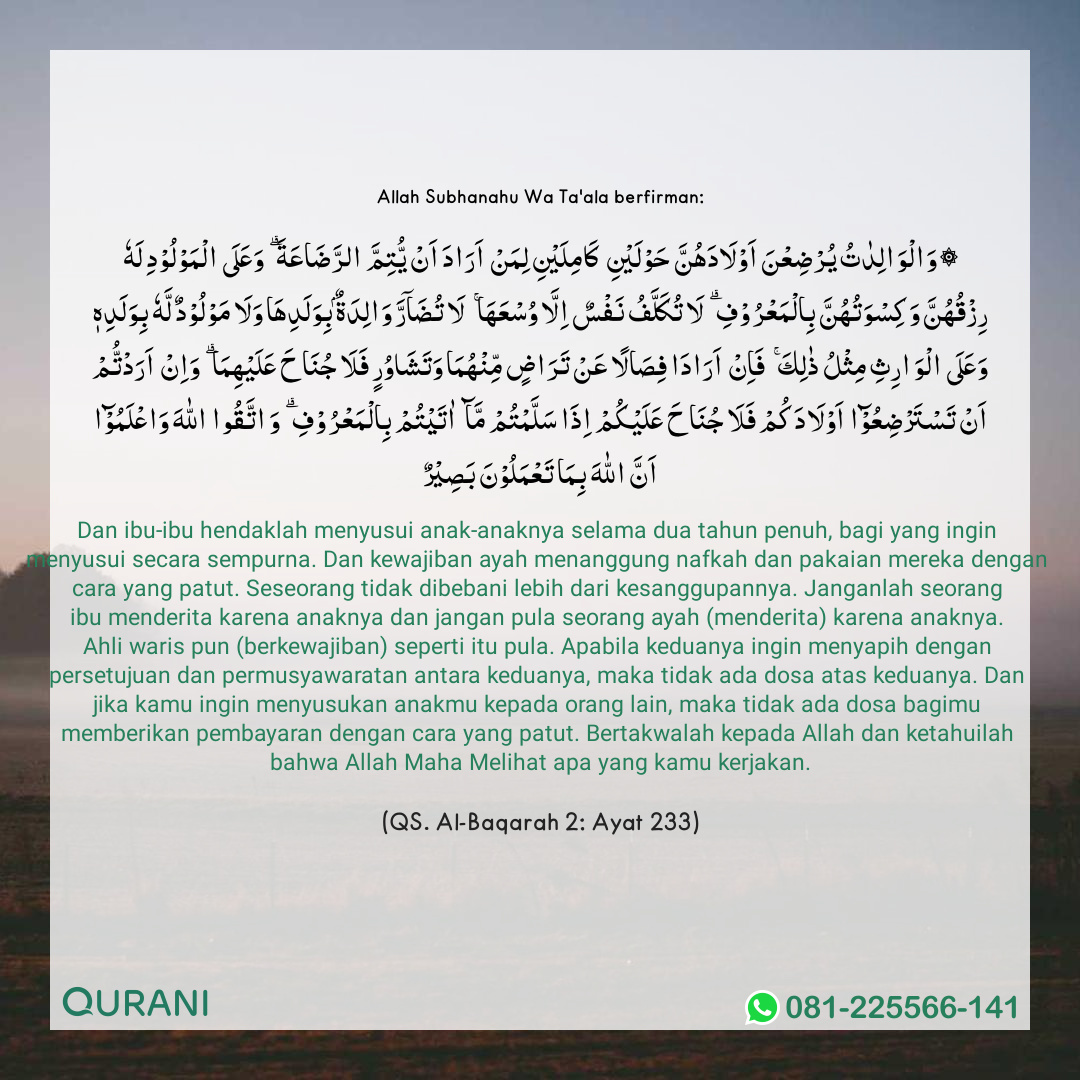 Allah Subhanahu Wa Ta'ala berfirman:
۞ وَالْوَالِدٰتُ يُرْضِعْنَ اَوْلَادَهُنَّ حَوْلَيْنِ كَامِلَيْنِ لِمَنْ اَرَادَ اَنْ يُّتِمَّ الرَّضَاعَةَ ۗ وَعَلَى الْمَوْلُوْدِ لَهٗ
رِزْقُهُنَّ وَكِسْوَتُهُنَّ بِالْمَعْرُوْفِ ۗ لَا تُكَلَّفُ نَفْسٌ اِلَّا وُسْعَهَا ۚ لَا تُضَآرَّ وَالِدَةٌۢ بِوَلَدِهَا وَلَا مَوْلُوْدٌ لَّهٗ بِوَلَدِهٖ
وَعَلَى الْوَارِثِ مِثْلُ ذٰلِكَ ۚ فَاِنْ اَرَادَا فِصَالًا عَنْ تَرَاضٍ مِّنْهُمَا وَتَشَاوُرٍ فَلَا جُنَاحَ عَلَيْهِمَا ۗ وَاِنْ اَرَدْتُّمْ
اَنْ تَسْتَرْضِعُوْٓا اَوْلَادَكُمْ فَلَا جُنَاحَ عَلَيْكُمْ اِذَا سَلَّمْتُمْ مَّآ اٰتَيْتُمْ بِالْمَعْرُوْفِ ۗ وَاتَّقُوا اللّٰهَ وَاعْلَمُوْٓا
اَنَّ اللّٰهَ بِمَا تَعْمَلُوْنَ بَصِيْرٌ
Dan ibu-ibu hendaklah menyusui anak-anaknya selama dua tahun penuh, bagi yang ingin
menyusui secara sempurna. Dan kewajiban ayah menanggung nafkah dan pakaian mereka dengan
cara yang patut. Seseorang tidak dibebani lebih dari kesanggupannya. Janganlah seorang
ibu menderita karena anaknya dan jangan pula seorang ayah (menderita) karena anaknya.
Ahli waris pun (berkewajiban) seperti itu pula. Apabila keduanya ingin menyapih dengan
persetujuan dan permusyawaratan antara keduanya, maka tidak ada dosa atas keduanya. Dan
jika kamu ingin menyusukan anakmu kepada orang lain, maka tidak ada dosa bagimu
memberikan pembayaran dengan cara yang patut. Bertakwalah kepada Allah dan ketahuilah
bahwa Allah Maha Melihat apa yang kamu kerjakan.
(QS. Al-Baqarah 2: Ayat 233)
QURANI
081-225566-141